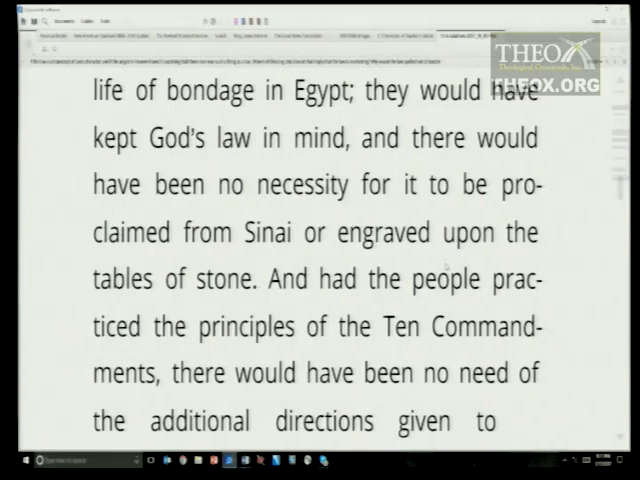 THEOX
Theological Crossroads, Inc.
THEOX.ORG
life of bondage in Egypt; they would have
kept God's law in mind, and there would
have been no necessity for it to be pro-
claimed from Sinai or engraved upon the
tables of stone. And had the people prac-
ticed the principles of the Ten Command-
ments, there would have been no need of
the additional directions given to